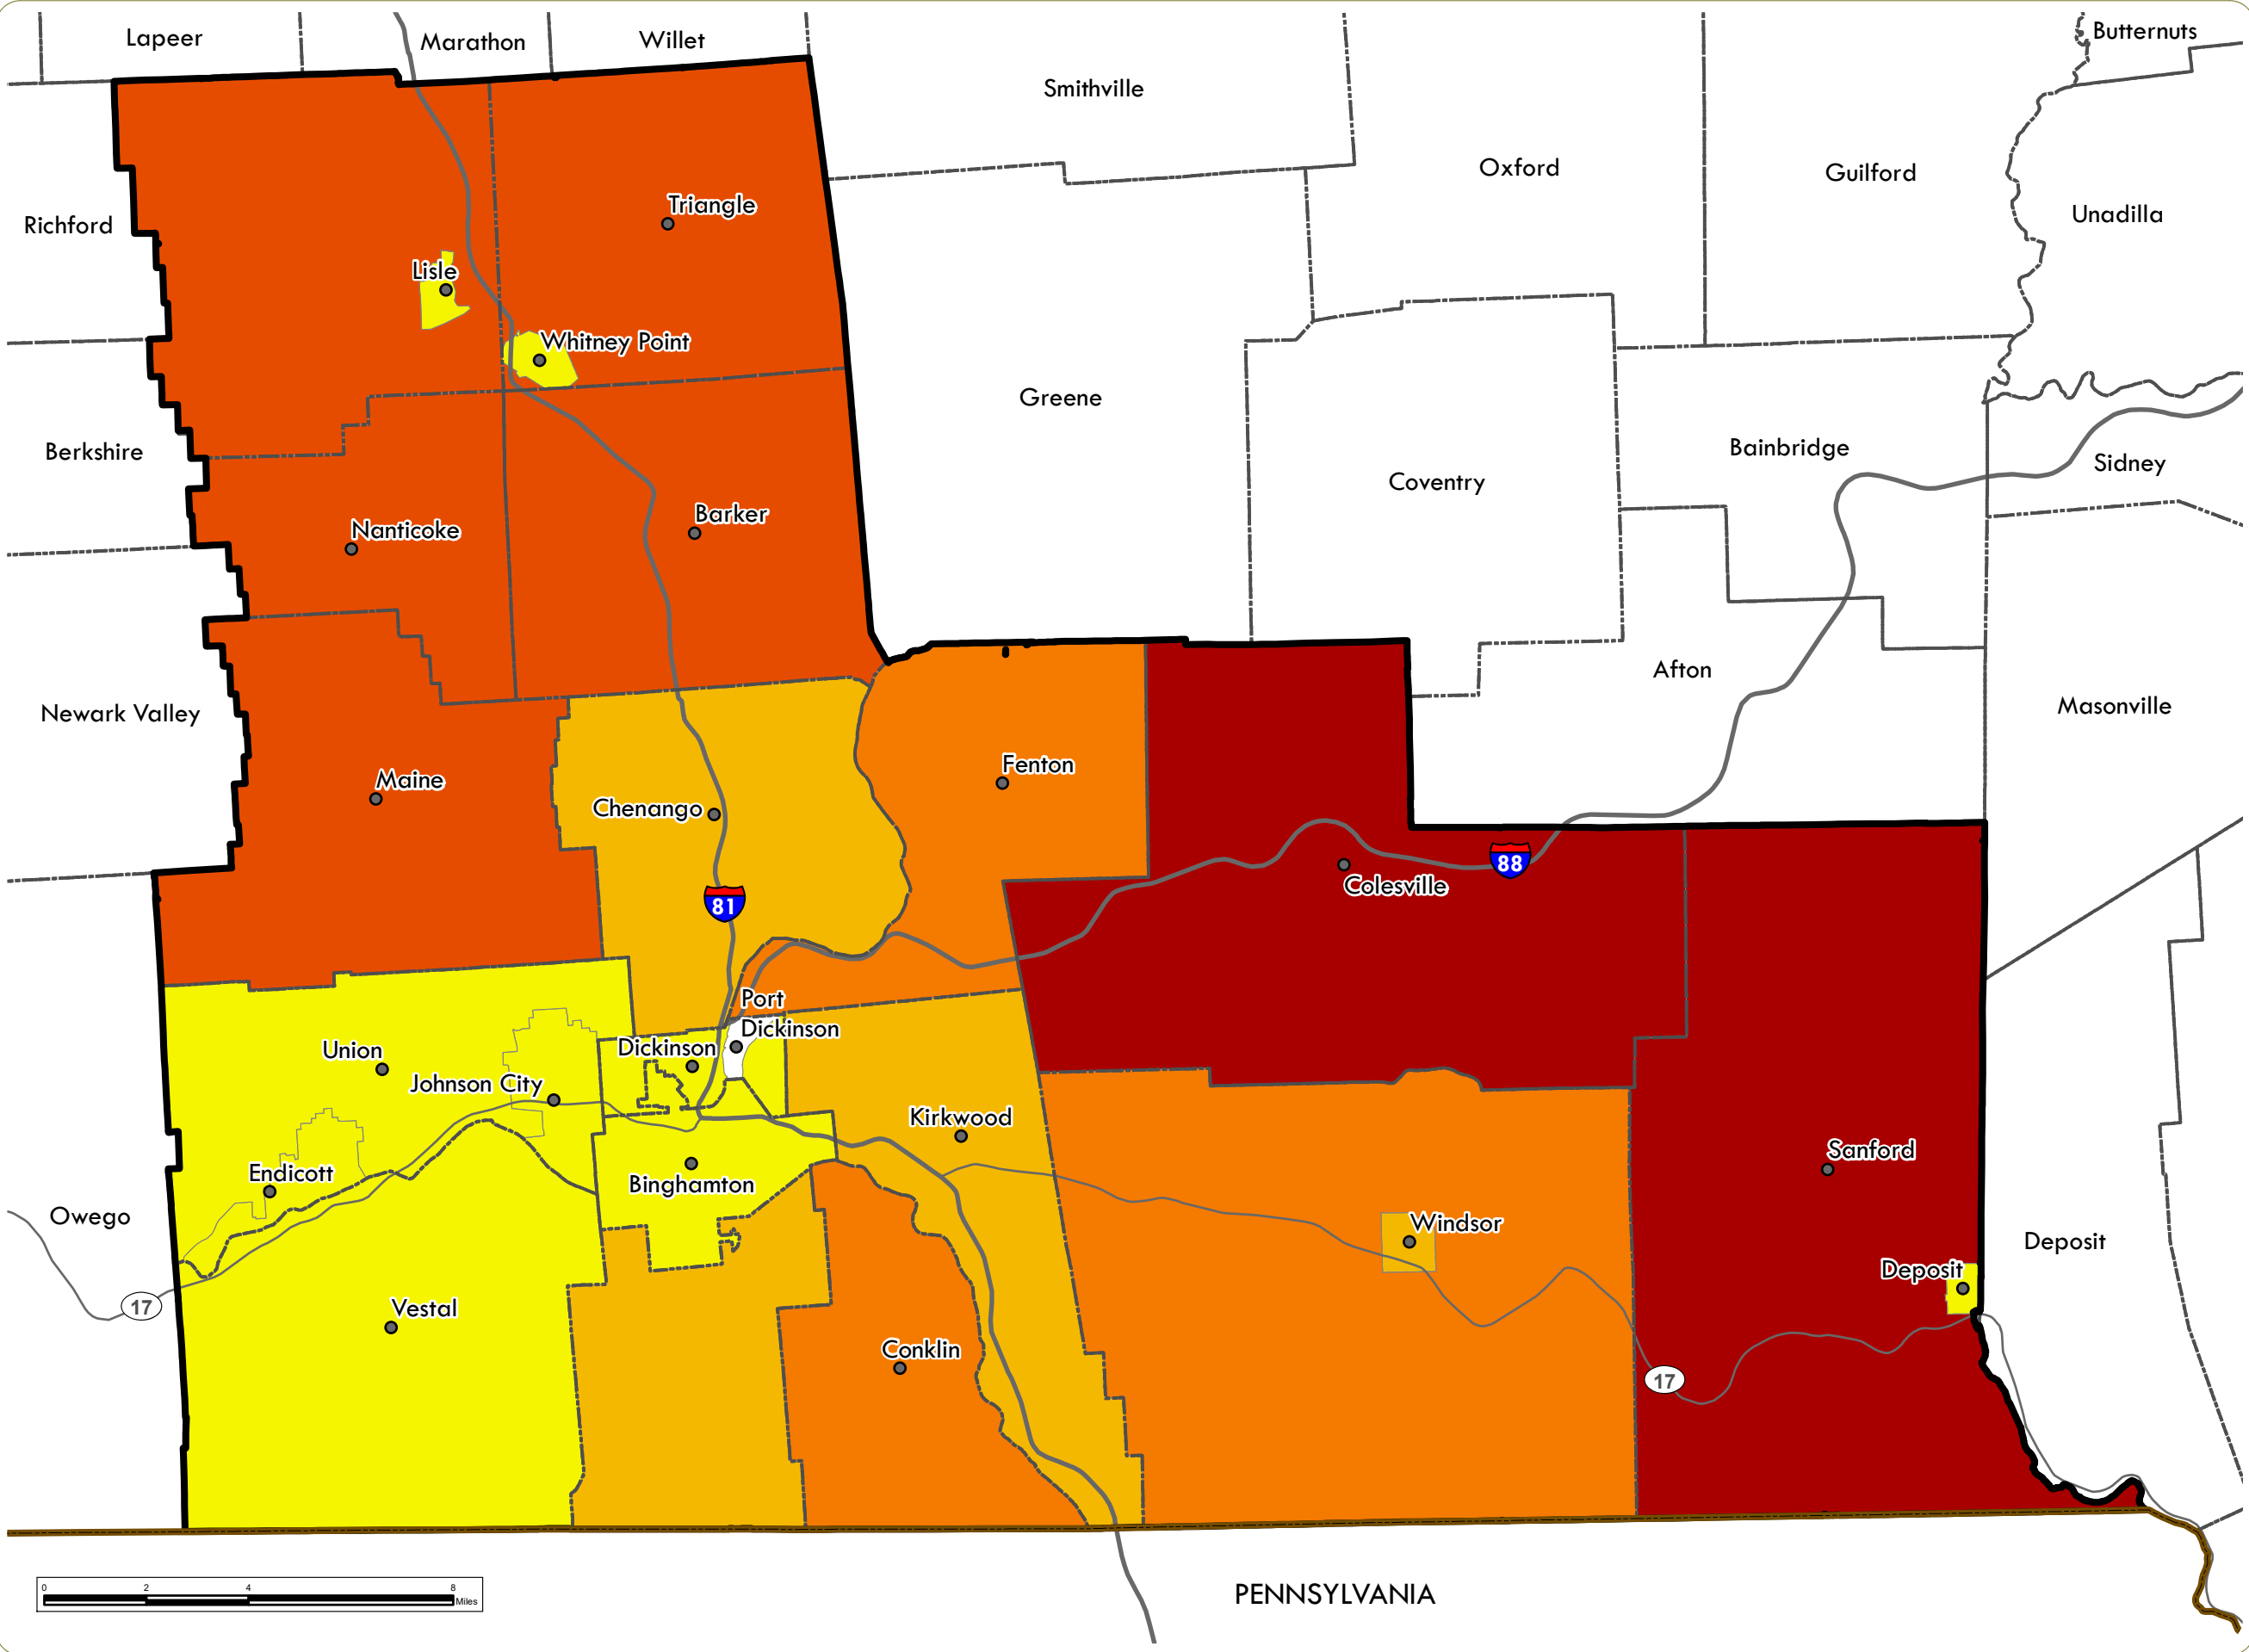 Lapeer
Marathon
Willet
Butternuts
Smithville
Oxford
Guilford
Unadilla
Richford
Triangle
Lisle
Whitney Point
Greene
Berkshire
Bainbridge
Sidney
Coventry
Nanticoke
Barker
Afton
Newark Valley
Masonville
Maine
Chenango
Fenton
88
Colesville
81
Port
Dickinson
Union
Dickinson
Johnson City
Kirkwood
Sanford
Endicott
Binghamton
Owego
Windsor
Deposit
Deposit
17
Vestal
Conklin
17
0 2 4 8
Miles
PENNSYLVANIA